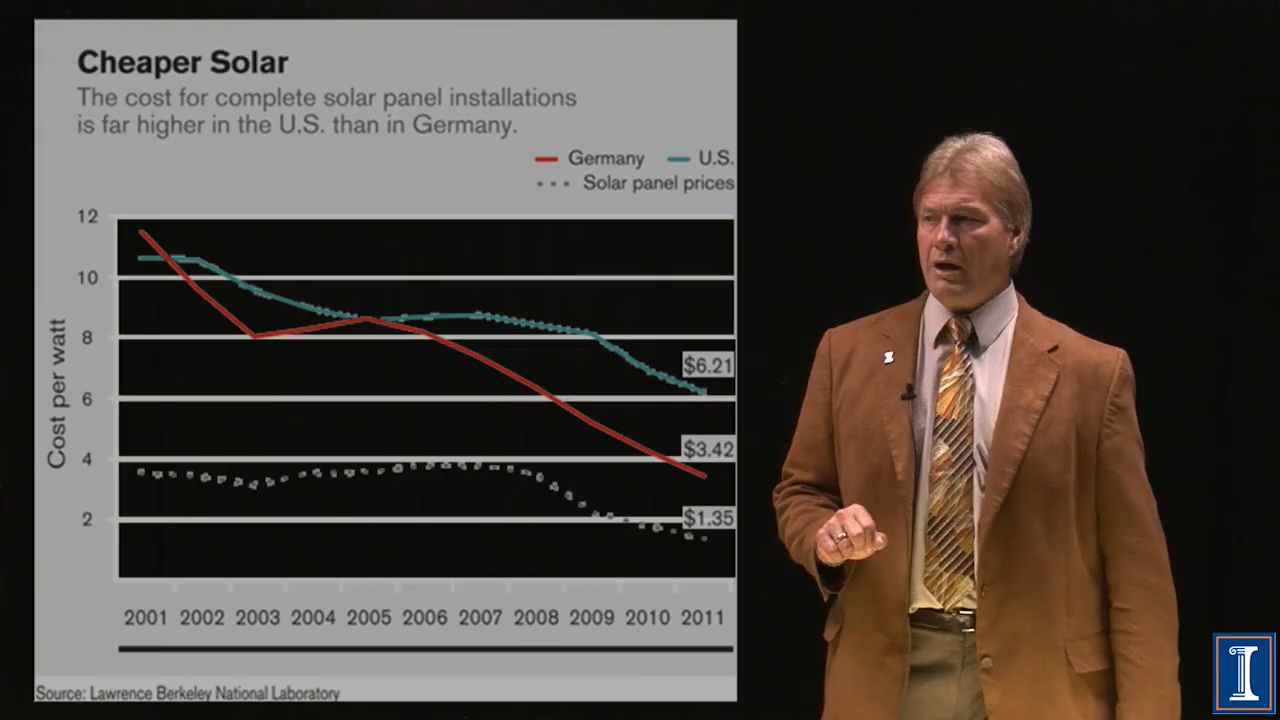 Cheaper Solar
The cost for complete solar panel installations
is far higher in the U.S. than in Germany.
Germany U.S.
Solar panel prices
12
10
8
6
4
2
Cost per watt
$6.21
$3.42
$1.35
2001 2002 2003 2004 2005 2006 2007 2008 2009 2010 2011
Source: Lawrence Berkeley National Laboratory
I